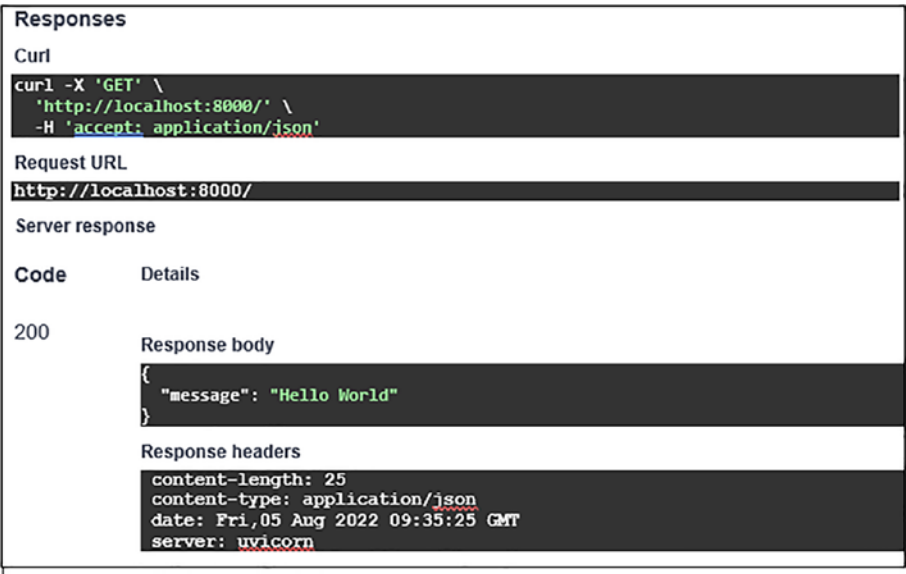 Responses
Curl
curl -X 'GET' \
'http://localhost:8000/' \
-H 'accept: application/json'
Request URL
http://localhost:8000/
Server response
Code Details
200
Response body
{
"message": "Hello World"
}
Response headers
content-length: 25
content-type: application/json
date: Fri,05 Aug 2022 09:35:25 GMT
server: uvicorn